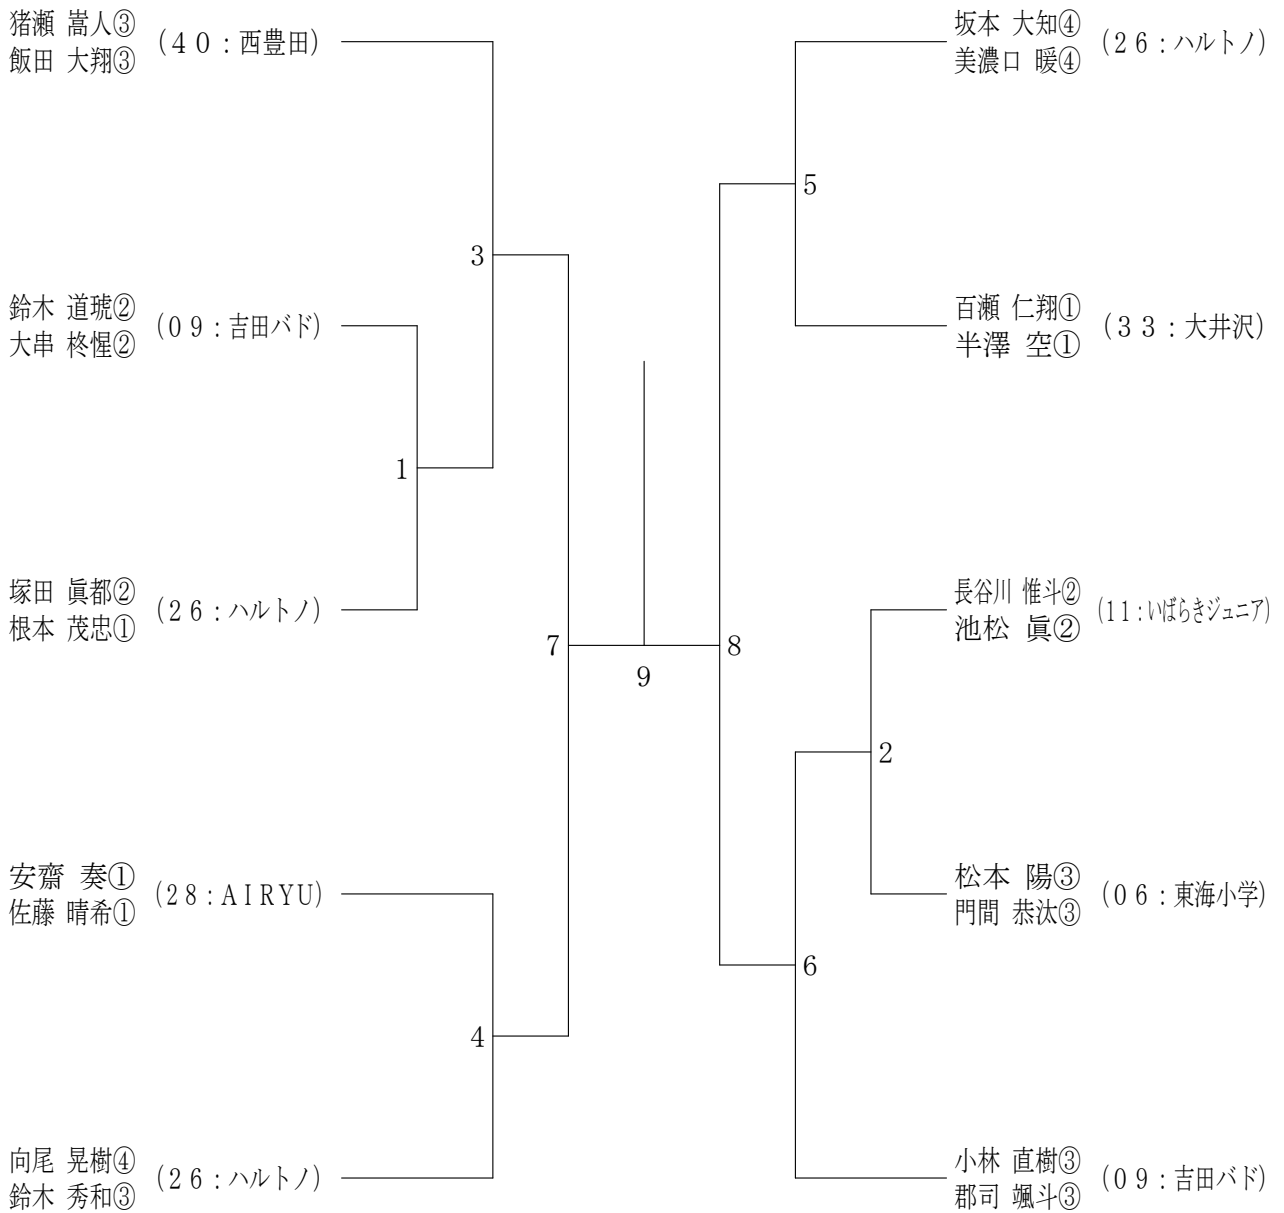 猪瀬 嵩人③
飯田 大翔③
(40:西豊田)
鈴木 道琥②
大串 柊惺②
(09:吉田バド)
塚田 眞都②
根本 茂忠①
(26:ハルトノ)
安齋 奏①
佐藤 晴希①
(28:AIRYU)
向尾 晃樹④
鈴木 秀和③
(26:ハルトノ)
3
1
4
7
9
8
5
2
6
坂本 大知④
美濃口 暖④
(26:ハルトノ)
百瀬 仁翔①
半澤 空①
(33:大井沢)
長谷川 惟斗②
池松 眞②
(11:いばらきジュニア)
松本 陽③
門間 恭汰③
(06:東海小学)
小林 直樹③
郡司 颯斗③
(09:吉田バド)